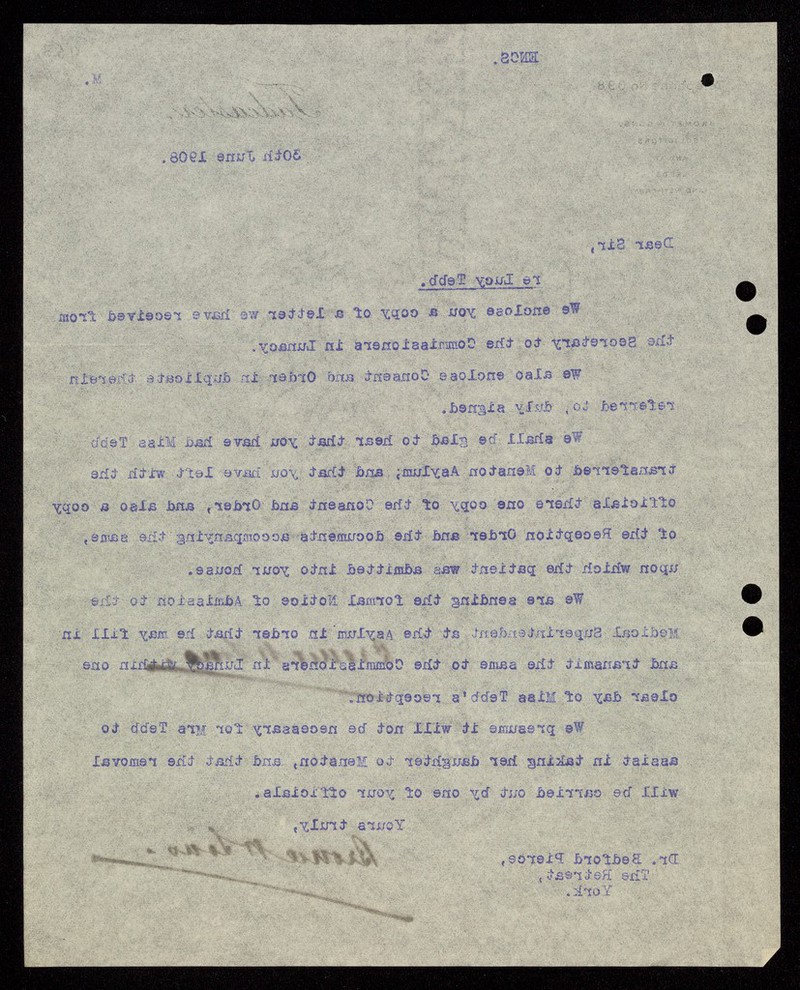 ENCS.
M.
Tadcaster.
30th June 1908.
Dear Sir,
re Lucy Tebb.
We enclose you a copy of a letter we have received from
the Secretary to the Commissioners in Lunacy.
We also enclose Consent and Order in duplicate therein
referred to, duly signed.
We shall be glad to hear that you have had Miss Tebb
transferred to Menston Asylum; and that you have left with the
officials there one copy of the Consent and Order, and also a copy
of the Reception Order and the documents accompanying the same,
upon which the patient was admitted into your house.
We are sending the formal Notice of Admission to the
Medical Superintendent at the Asylum in order that he may fill in
and transmit the same to the Commissioners in Lunacy within one
clear day of Miss Tebb's reception.
We presume it will not be necessary for Mrs Tebb to
assist in taking her daughter to Menston, and that the removal
will be carried out by one of your officials.
Yours truly,
Dr. Bedford Pierce,
The Retreat,
York.